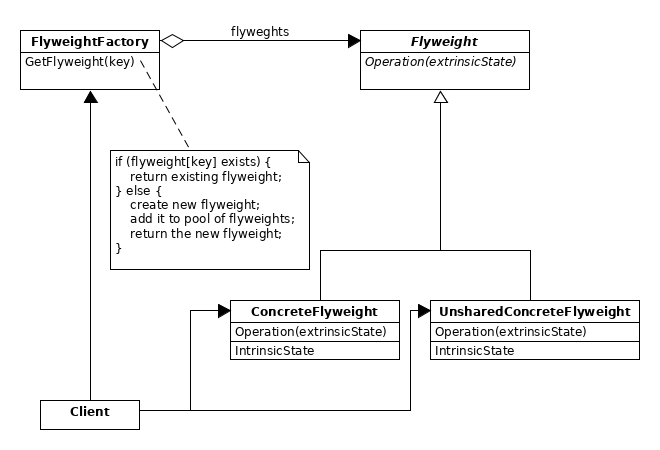 flyweghts
FlyweightFactory
GetFlyweight(key)
Flyweight
Operation(extrinsicState)
if (flyweight[key] exists) {
return existing flyweight;
} else {
create new flyweight;
add it to pool of flyweights;
return the new flyweight;
}
ConcreteFlyweight
Operation(extrinsicState)
IntrinsicState
UnsharedConcreteFlyweight
Operation(extrinsicState)
IntrinsicState
Client